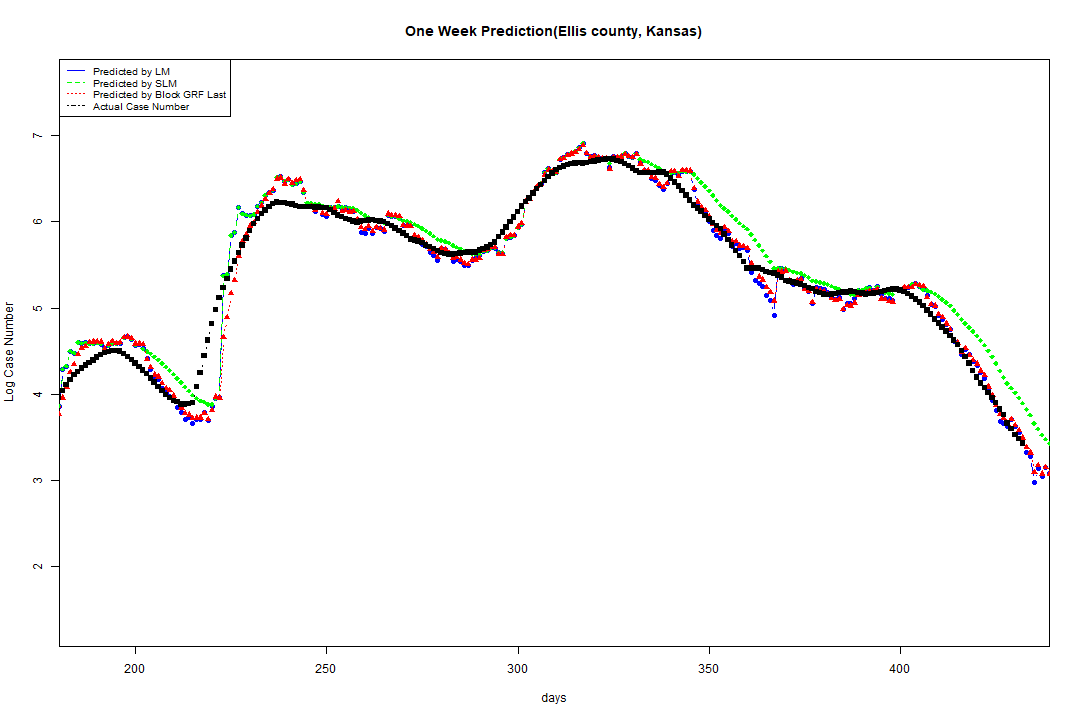 One Week Prediction(Ellis county, Kansas)
Predicted by LM
Predicted by SLM
Predicted by Block GRF Last
Actual Case Number
7
6
5
4
3
2
Log Case Number
200 250 300 350 400
days